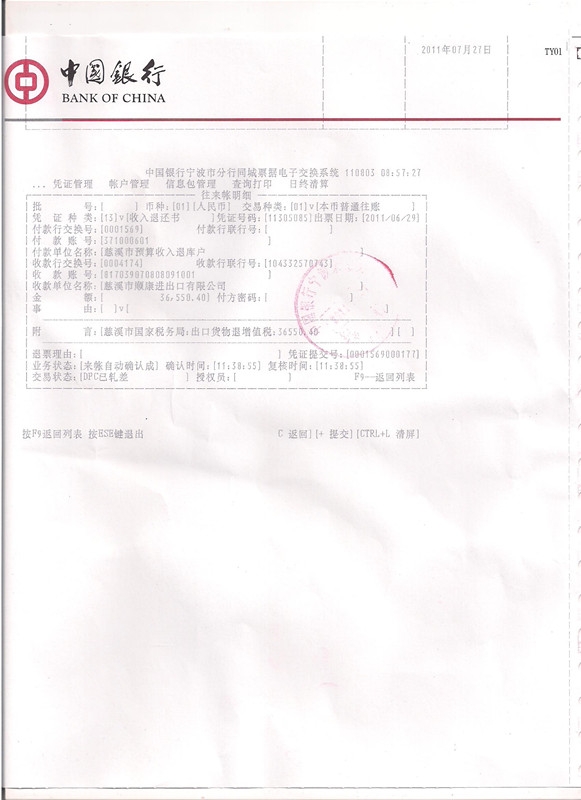 2011年07月27日 TY01
中国银行
BANK OF CHINA
中国银行宁波市分行同城票据电子交换系统 110003 08:57:27
... 凭证管理 帐户管理 信息包管理 查询打印 日终清算
往来帐明细
批 号:[ ] 币种:[01][人民币] 交易种类:[01]v[本币普通往账 ]
凭 证 种 类:[13]v[收入退还书 ]凭证号码:[11305085]出票日期:[2011/06/29]
付款行交换号:[0001569] 付款行联行号:[ ]
付 款 账 号:[371000601 ]
付款单位名称:[慈溪市预算收入退库户 ]
收款行交换号:[0004174] 收款行联行号:[104332570743]
收 款 账 号:[817039070808091001 ]
收款单位名称:[慈溪市顺康进出口有限公司 ]
金 额:[ 36,550.40] 付方密码:[ ]
事 由:[ ]v[ ]
附 言:[慈溪市国家税务局:出口货物退增值税:36550.40 ][ ]
退票理由:[ ] 凭证提交号:[0001569000177]
业务状态:[来帐自动确认成] 确认时间:[11:38:55] 复核时间:[11:38:55]
交易状态:[DPC已轧差 ] 授权员:[ ] F9--返回列表
按F9返回列表 按ESE键退出 C 返回][+ 提交][CTRL+L 清屏]